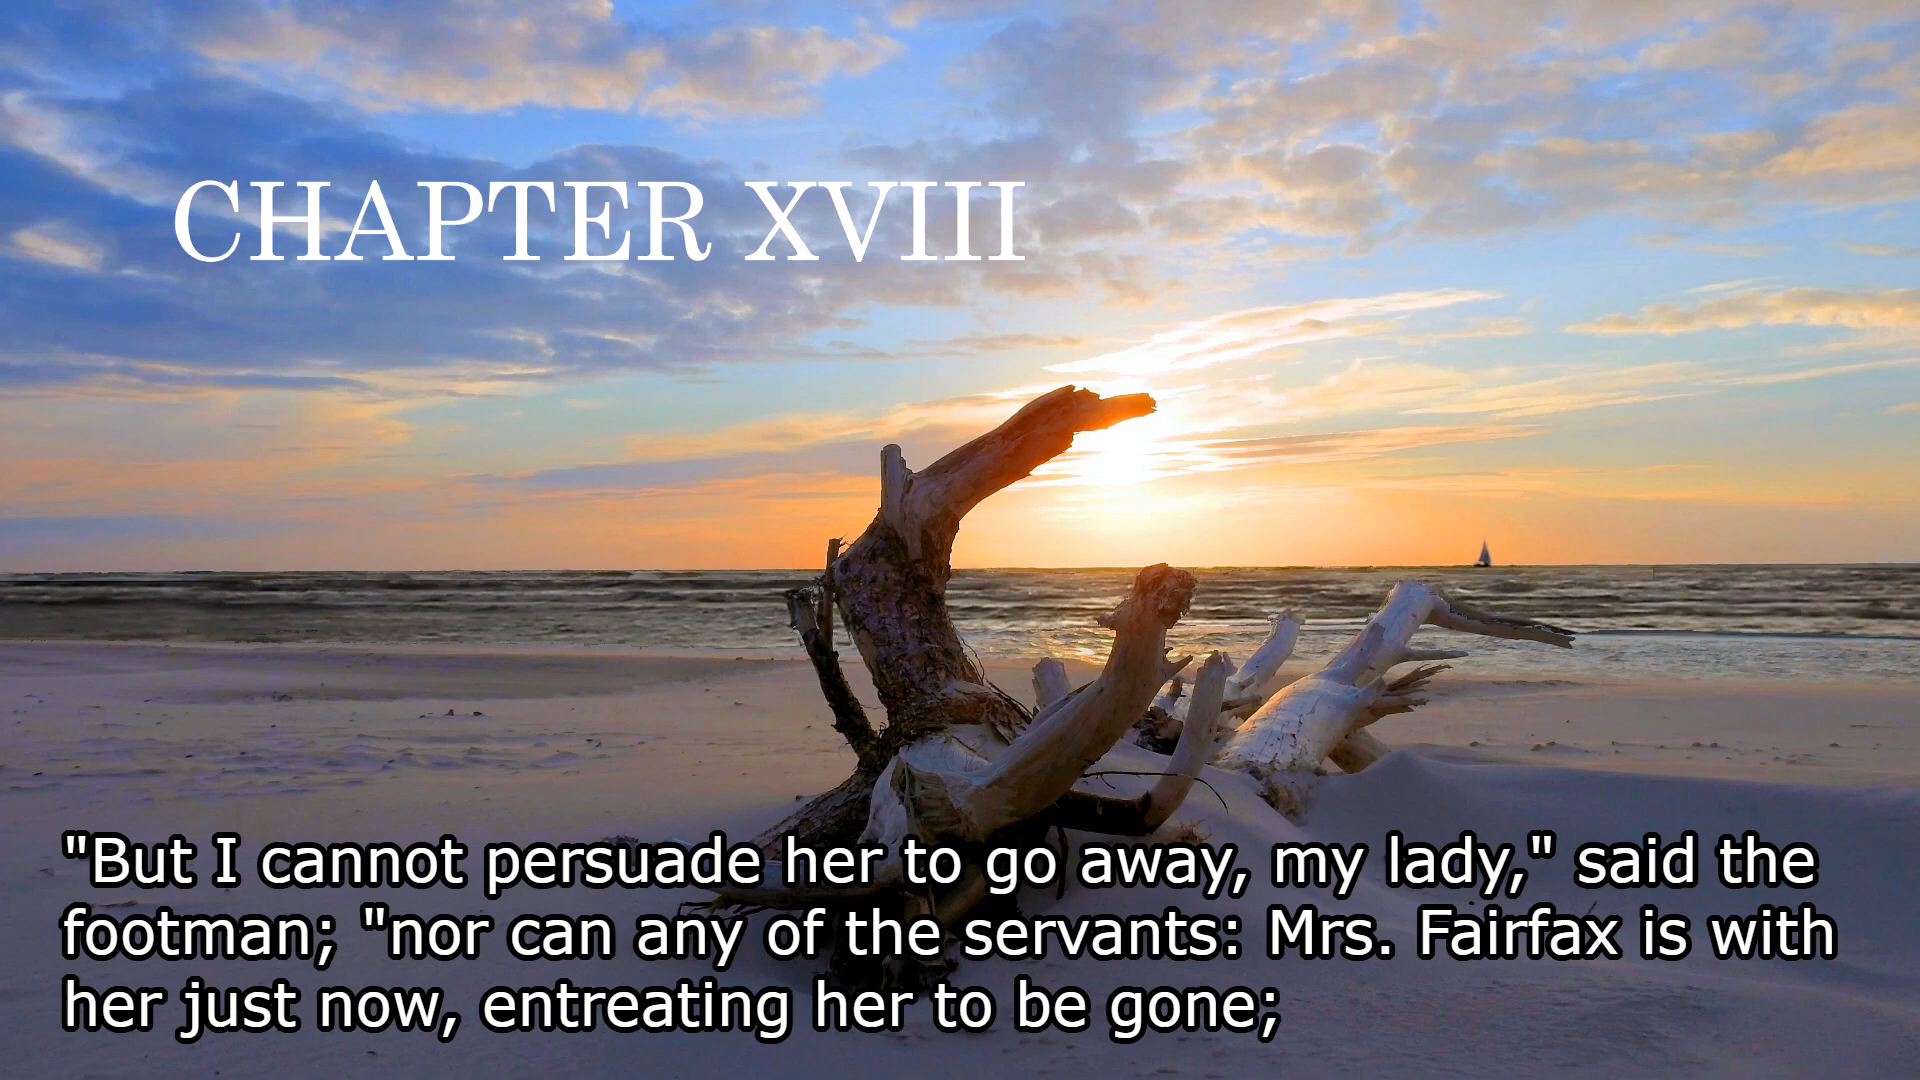 CHAPTER XVIII
"But I cannot persuade her to go away, my lady," said the
footman; "nor can any of the servants: Mrs. Fairfax is with
her just now, entreating her to be gone;